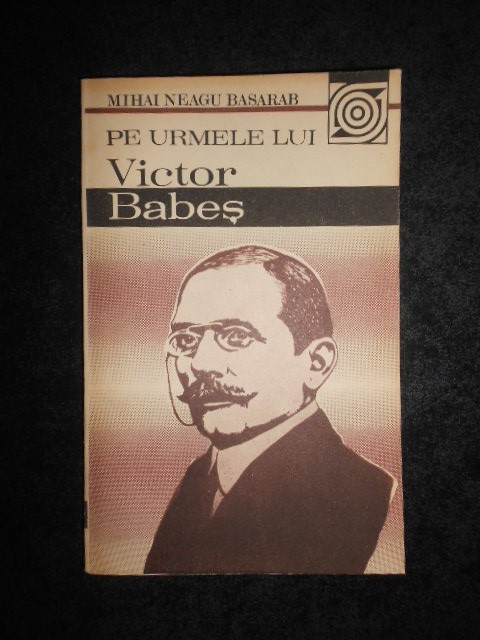 MIHAI NEAGU BASARAB
PE URMELE LUI
Victor
Babeș